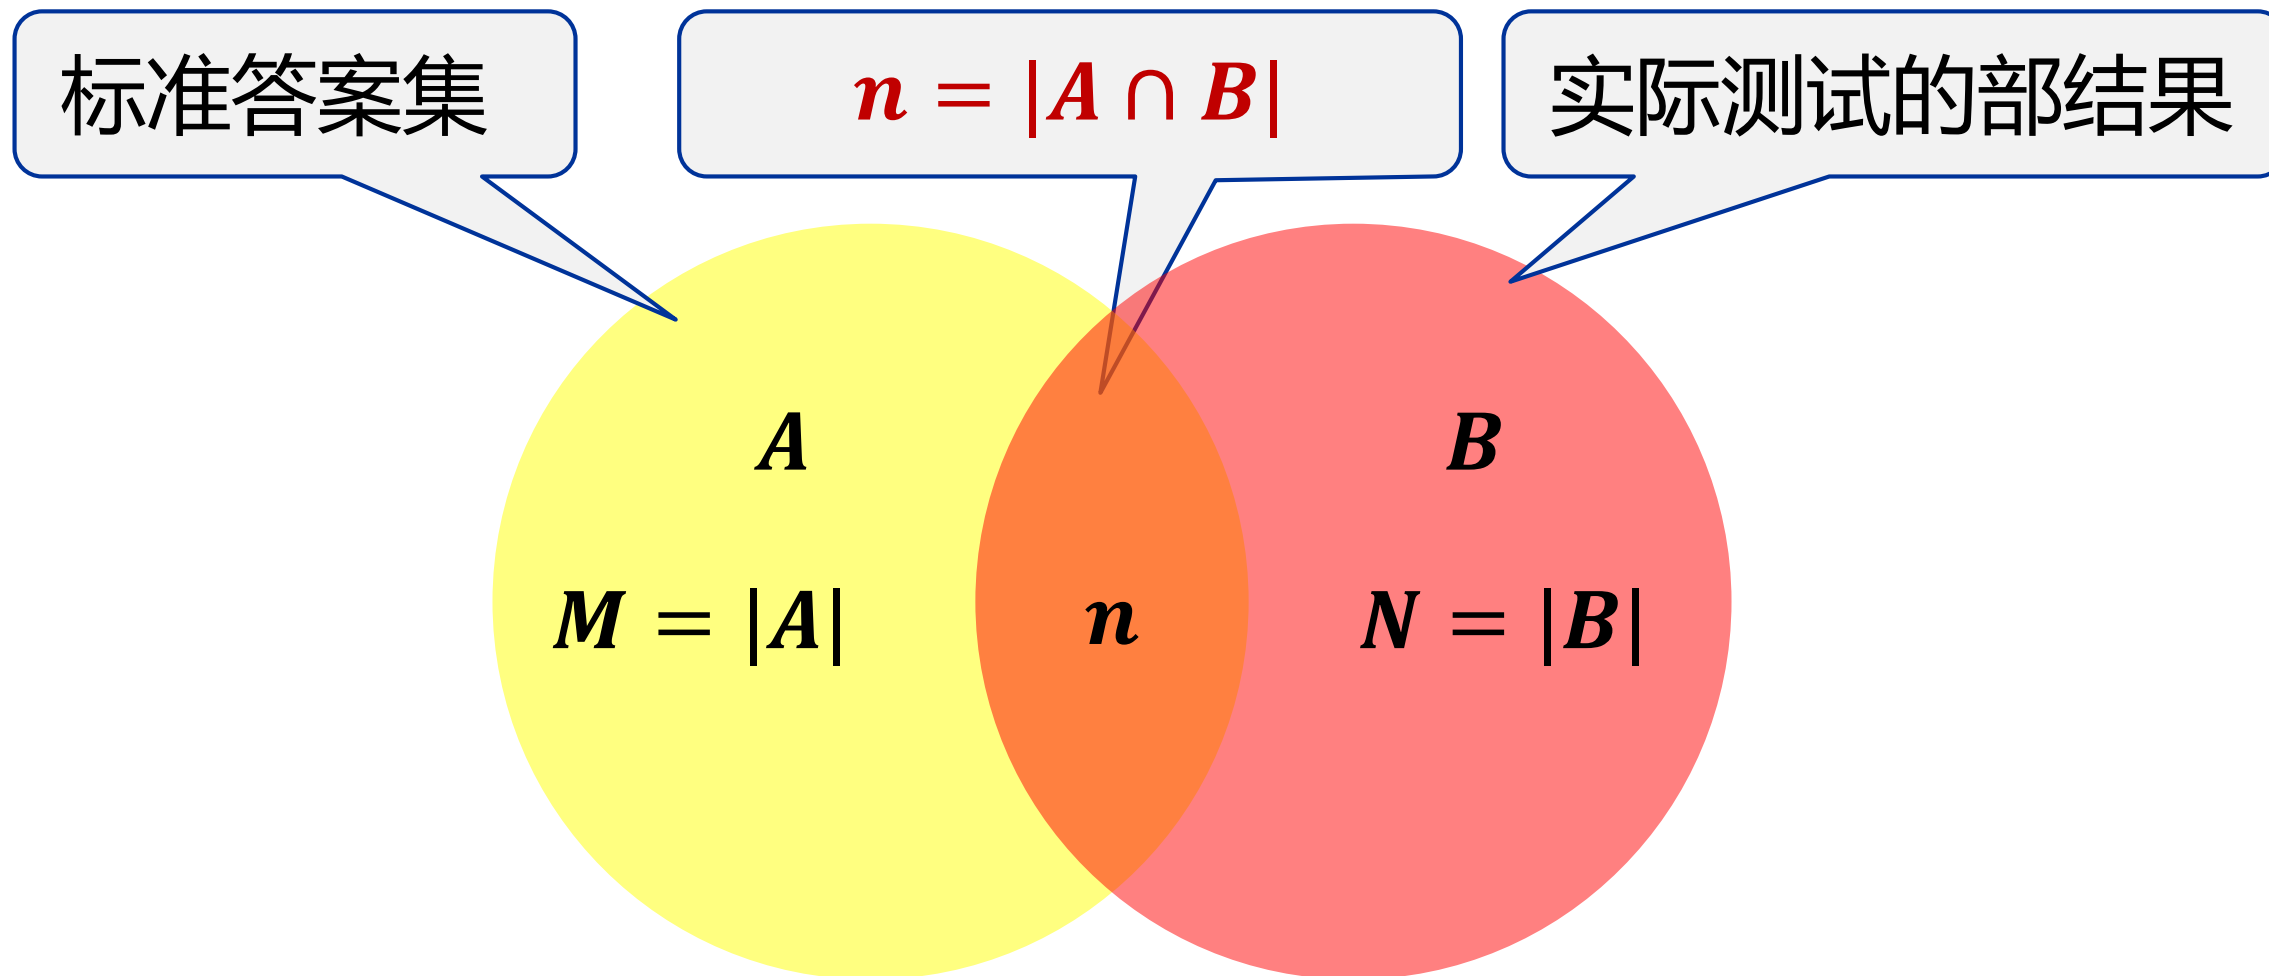 标准答案集
n = |A ∩ B|
实际测试的部结果
A
B
M = |A|
n
N = |B|